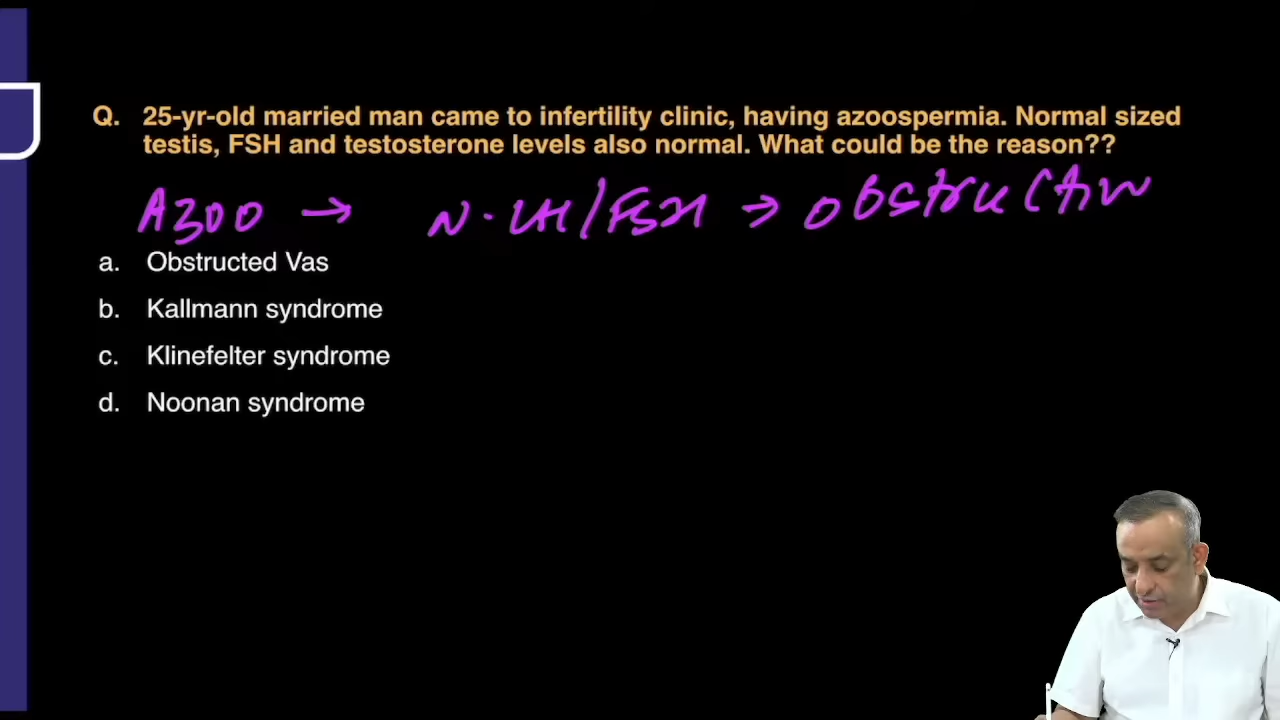 Q. 25-yr-old married man came to infertility clinic, having azoospermia. Normal sized
testis, FSH and testosterone levels also normal. What could be the reason??
Azoo → N. LH/FSH → Obstructive
a. Obstructed Vas
b. Kallmann syndrome
c. Klinefelter syndrome
d. Noonan syndrome